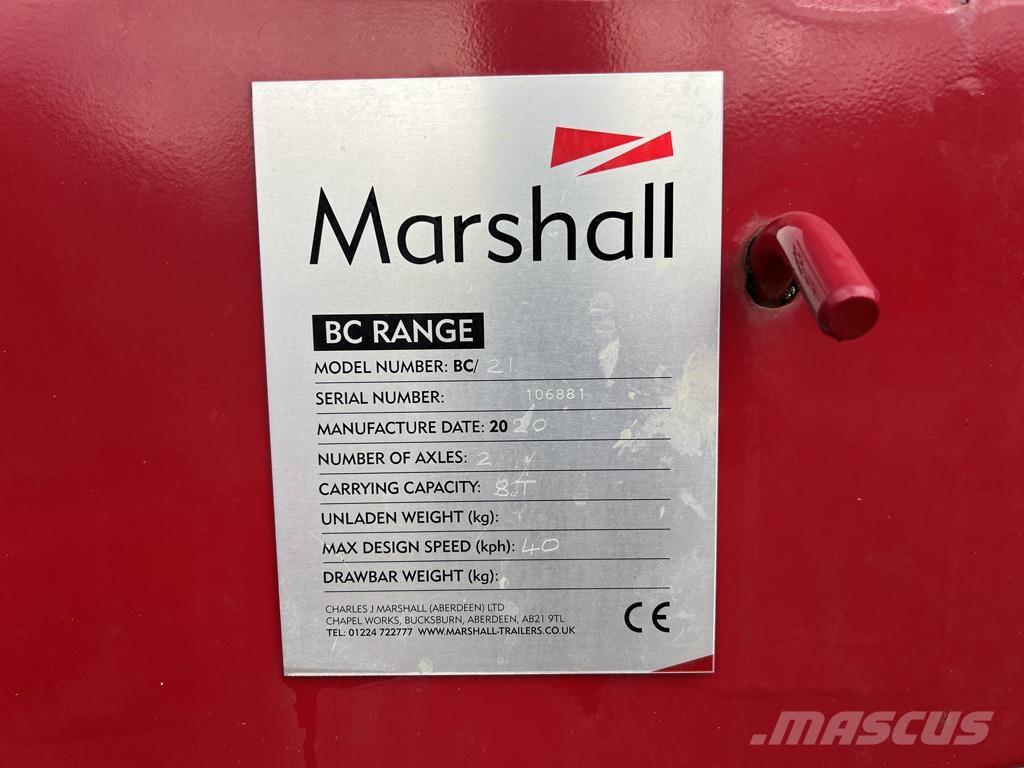 Marshall
BC RANGE
MODEL NUMBER: BC/ 21
SERIAL NUMBER: 106881
MANUFACTURE DATE: 20 20
NUMBER OF AXLES: 2
CARRYING CAPACITY: 8T
UNLADEN WEIGHT (kg):
MAX DESIGN SPEED (kph): 40
DRAWBAR WEIGHT (kg):
CHARLES J MARSHALL (ABERDEEN) LTD
CHAPEL WORKS, BUCKSBURN, ABERDEEN, AB21 9TL
TEL: 01224 722777 WWW.MARSHALL-TRAILERS.CO.UK
CE
MASCUS